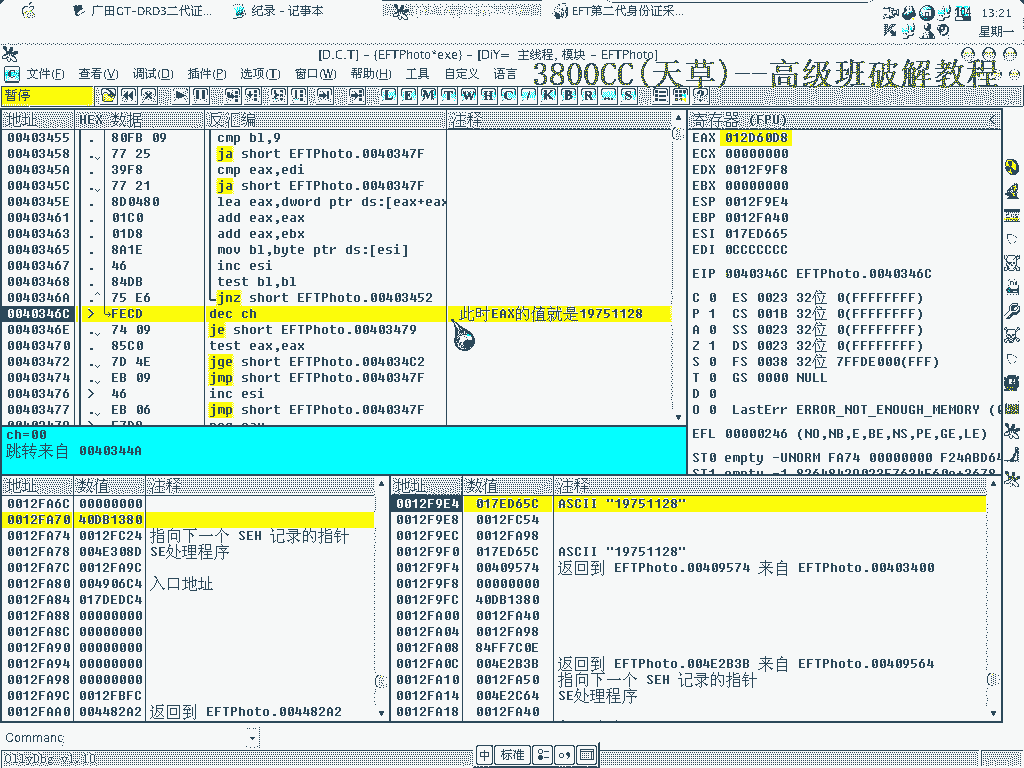 广田GT-DRD3二代证... 纪录 - 记事本 EFT第二代身份证采... 13:21
星期一
[D.C.T] - {EFTPhoto*exe} - [DiY= 主线程, 模块 - EFTPhoto]
文件(F) 查看(V) 调试(D) 插件(P) 选项(T) 窗口(W) 帮助(H) 工具 自定义 语言
3800CC(天草)--高级班破解教程
暂停 L E M T W H C / K B R ... S
地址 HEX 数据 反汇编 注释
00403455 . 80FB 09 cmp bl,9
00403458 . 77 25 ja short EFTPhoto.0040347F
0040345A . 39F8 cmp eax,edi
0040345C . 77 21 ja short EFTPhoto.0040347F
0040345E . 8D0480 lea eax,dword ptr ds:[eax+eax
00403461 . 01C0 add eax,eax
00403463 . 01D8 add eax,ebx
00403465 . 8A1E mov bl,byte ptr ds:[esi]
00403467 . 46 inc esi
00403468 . 84DB test bl,bl
0040346A . 75 E6 jnz short EFTPhoto.00403452
0040346C > FECD dec ch 此时EAX的值就是19751128
0040346E . 74 09 je short EFTPhoto.00403479
00403470 . 85C0 test eax,eax
00403472 . 7D 4E jge short EFTPhoto.004034C2
00403474 . EB 09 jmp short EFTPhoto.0040347F
00403476 > 46 inc esi
00403477 . EB 06 jmp short EFTPhoto.0040347F
ch=00
跳转来自 0040344A
寄存器 (FPU) <
EAX 012D60D8
ECX 00000000
EDX 0012F9F8
EBX 00000000
ESP 0012F9E4
EBP 0012FA40
ESI 017ED665
EDI 0CCCCCCC
EIP 0040346C EFTPhoto.0040346C
C 0 ES 0023 32位 0(FFFFFFFF)
P 1 CS 001B 32位 0(FFFFFFFF)
A 0 SS 0023 32位 0(FFFFFFFF)
Z 1 DS 0023 32位 0(FFFFFFFF)
S 0 FS 0038 32位 7FFDE000(FFF)
T 0 GS 0000 NULL
D 0
O 0 LastErr ERROR_NOT_ENOUGH_MEMORY (
EFL 00000246 (NO,NB,E,BE,NS,PE,GE,LE)
ST0 empty -UNORM FA74 00000000 F24ABD64
地址 数值 注释
0012FA6C 00000000
0012FA70 40DB1380
0012FA74 0012FC24 指向下一个 SEH 记录的指针
0012FA78 004E308D SE处理程序
0012FA7C 0012FA9C
0012FA80 004906C4 入口地址
0012FA84 017DEDC4
0012FA88 00000000
0012FA8C 00000000
0012FA90 00000000
0012FA94 00000000
0012FA98 00000000
0012FA9C 0012FBFC
0012FAA0 004482A2 返回到 EFTPhoto.004482A2
地址 数值 注释
0012F9E4 017ED65C ASCII "19751128"
0012F9E8 0012FC54
0012F9EC 0012FA98
0012F9F0 017ED65C ASCII "19751128"
0012F9F4 00409574 返回到 EFTPhoto.00409574 来自 EFTPhoto.00403400
0012F9F8 00000000
0012F9FC 40DB1380
0012FA00 0012FA40
0012FA04 0012FA98
0012FA08 84FF7C0E
0012FA0C 004E2B3B 返回到 EFTPhoto.004E2B3B 来自 EFTPhoto.00409564
0012FA10 0012FA50 指向下一个 SEH 记录的指针
0012FA14 004E2C64 SE处理程序
0012FA18 0012FA40
Command
中 标准
OllyDbg v1.10